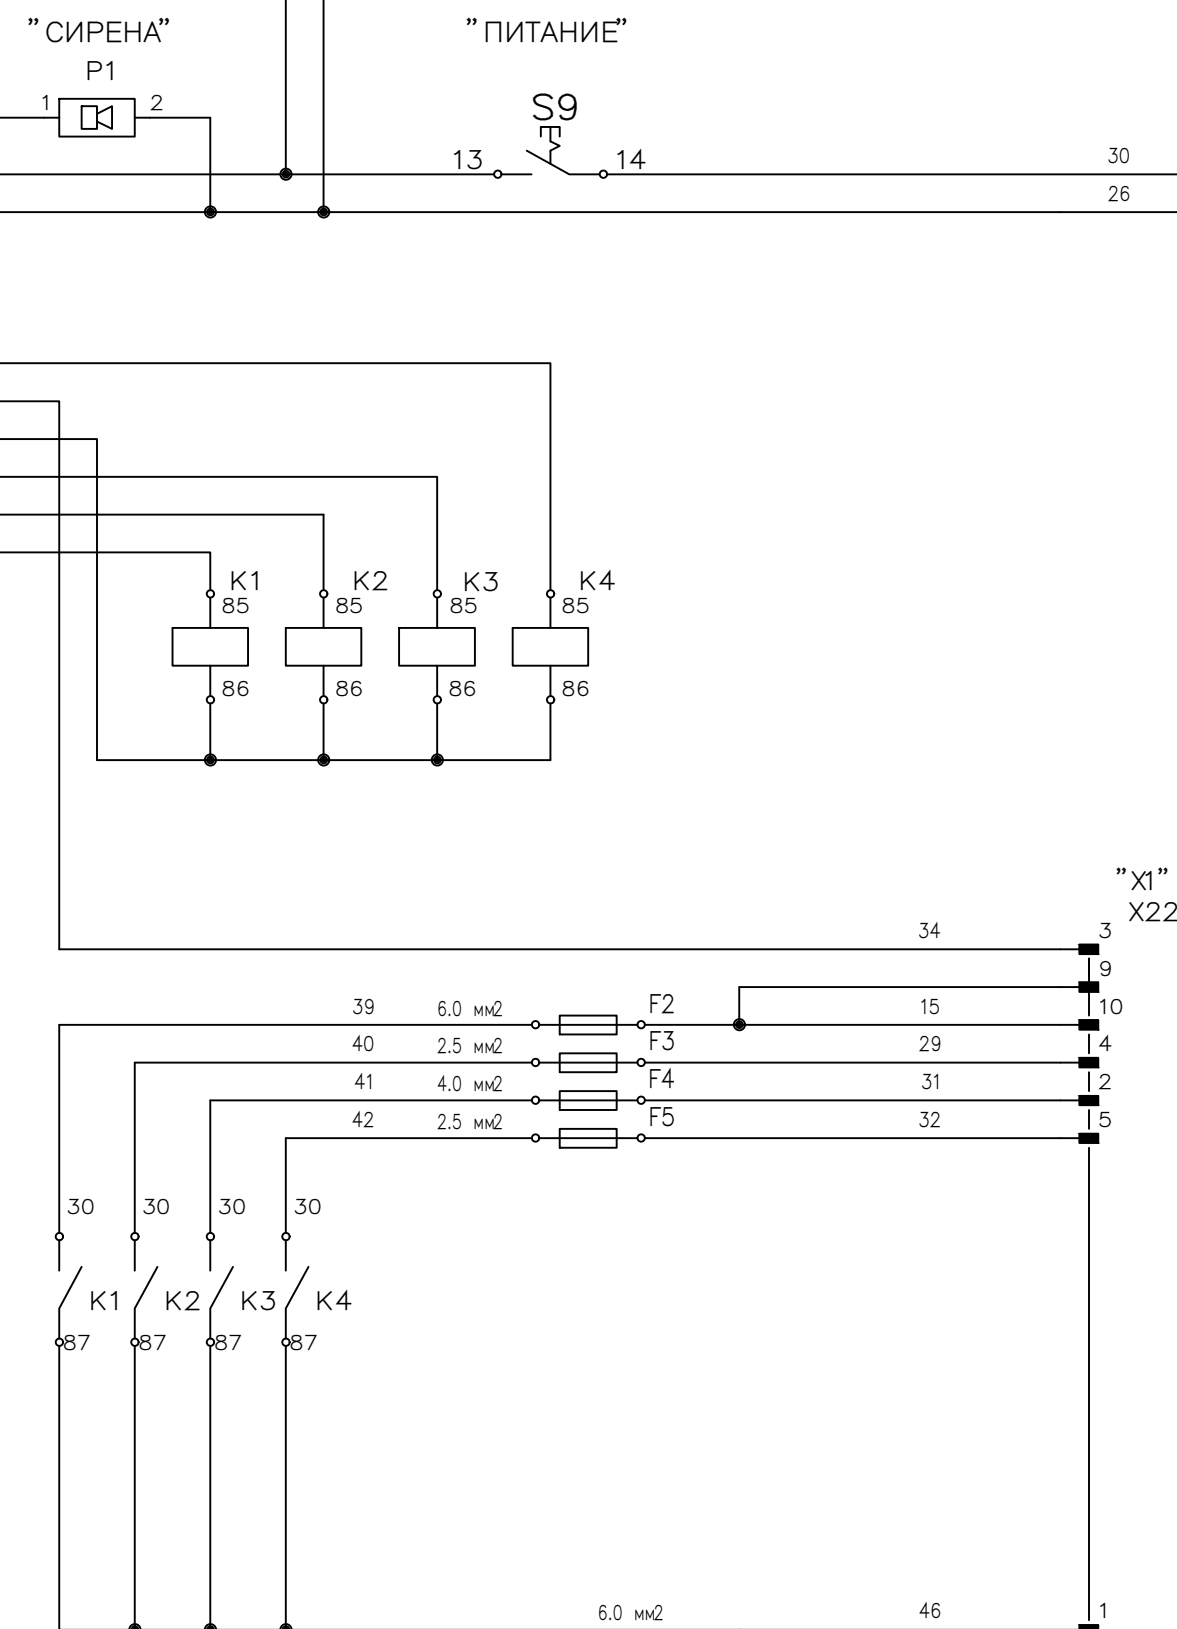 "СИРЕНА" "ПИТАНИЕ"
P1
1 2
S9
13 14 30
26
K1 K2 K3 K4
85 85 85 85
86 86 86 86
"X1"
X22
34 3
9
39 6.0 мм2 F2 15 10
40 2.5 мм2 F3 29 4
41 4.0 мм2 F4 31 2
42 2.5 мм2 F5 32 5
30 30 30 30
K1 K2 K3 K4
87 87 87 87
6.0 мм2 46 1